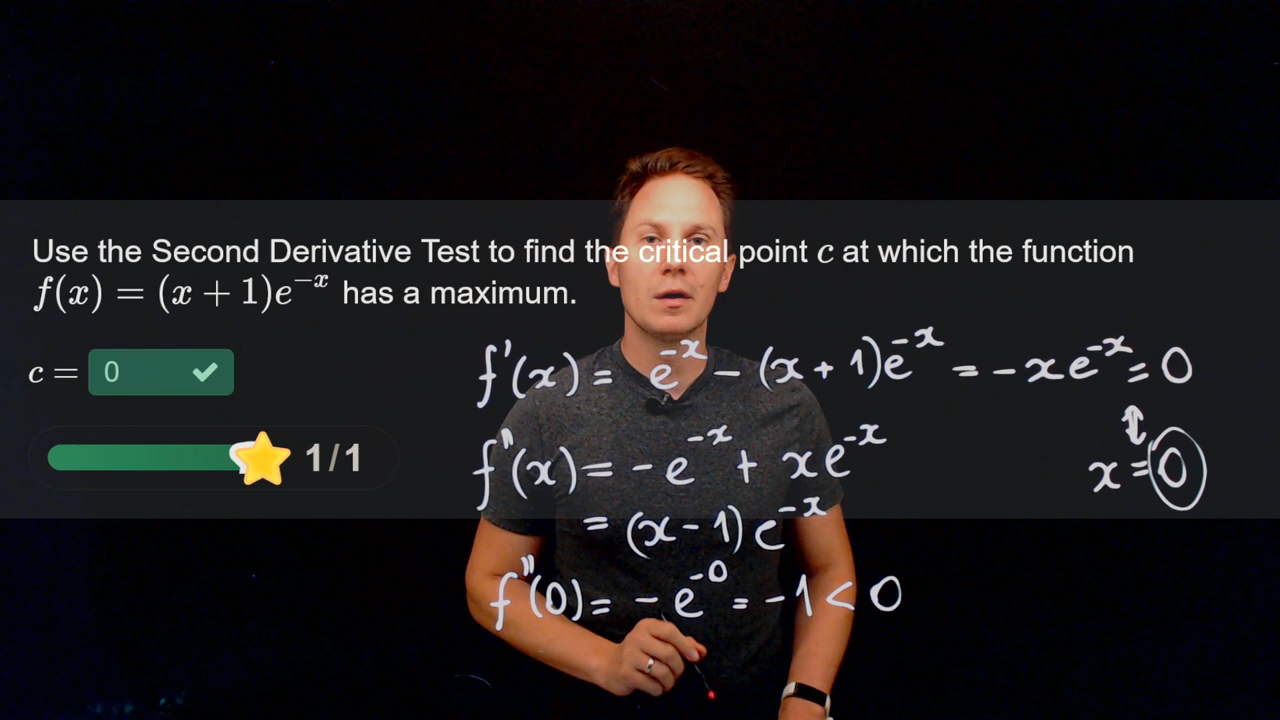 Use the Second Derivative Test to find the critical point c at which the function
f(x) = (x + 1)e^{-x} has a maximum.
c = 0 ✔
1/1
f'(x) = e^{-x} - (x + 1)e^{-x} = -xe^{-x} = 0
↕
x = 0
f''(x) = -e^{-x} + xe^{-x}
= (x - 1)e^{-x}
f''(0) = -e^{-0} = -1 < 0